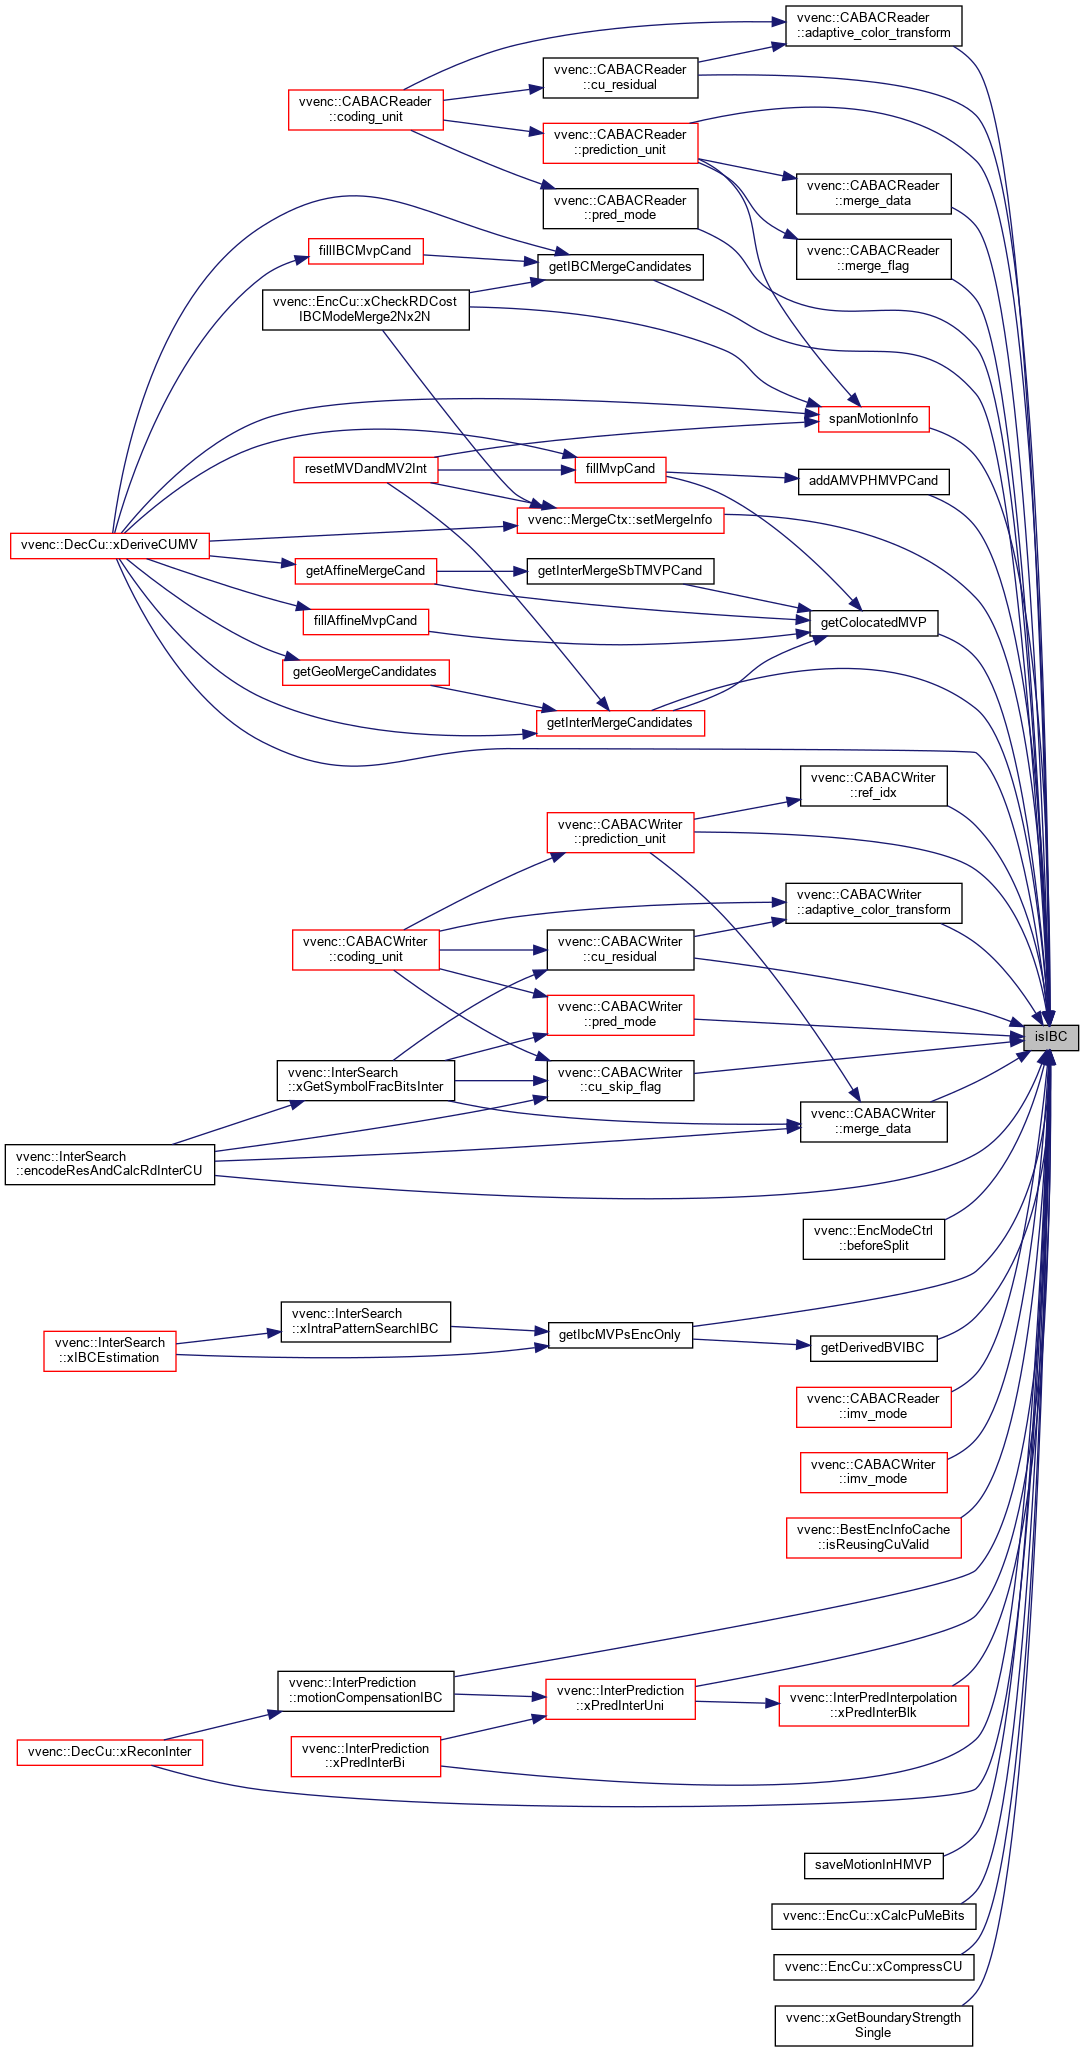 vvenc::CABACReader
::adaptive_color_transform
vvenc::CABACReader
::cu_residual
vvenc::CABACReader
::coding_unit
vvenc::CABACReader
::prediction_unit
vvenc::CABACReader
::merge_data
vvenc::CABACReader
::pred_mode
vvenc::CABACReader
::merge_flag
fillIBCMvpCand
getIBCMergeCandidates
vvenc::EncCu::xCheckRDCost
IBCModeMerge2Nx2N
spanMotionInfo
resetMVDandMV2Int
fillMvpCand
addAMVPHMVPCand
vvenc::MergeCtx::setMergeInfo
vvenc::DecCu::xDeriveCUMV
getAffineMergeCand
getInterMergeSbTMVPCand
fillAffineMvpCand
getColocatedMVP
getGeoMergeCandidates
getInterMergeCandidates
vvenc::CABACWriter
::ref_idx
vvenc::CABACWriter
::prediction_unit
vvenc::CABACWriter
::adaptive_color_transform
vvenc::CABACWriter
::coding_unit
vvenc::CABACWriter
::cu_residual
vvenc::CABACWriter
::pred_mode
isIBC
vvenc::InterSearch
::xGetSymbolFracBitsInter
vvenc::CABACWriter
::cu_skip_flag
vvenc::CABACWriter
::merge_data
vvenc::InterSearch
::encodeResAndCalcRdInterCU
vvenc::EncModeCtrl
::beforeSplit
vvenc::InterSearch
::xIntraPatternSearchIBC
vvenc::InterSearch
::xIBCEstimation
getIbcMVPsEncOnly
getDerivedBVIBC
vvenc::CABACReader
::imv_mode
vvenc::CABACWriter
::imv_mode
vvenc::BestEncInfoCache
::isReusingCuValid
vvenc::InterPrediction
::motionCompensationIBC
vvenc::InterPrediction
::xPredInterUni
vvenc::InterPredInterpolation
::xPredInterBlk
vvenc::DecCu::xReconInter
vvenc::InterPrediction
::xPredInterBi
saveMotionInHMVP
vvenc::EncCu::xCalcPuMeBits
vvenc::EncCu::xCompressCU
vvenc::xGetBoundaryStrength
Single